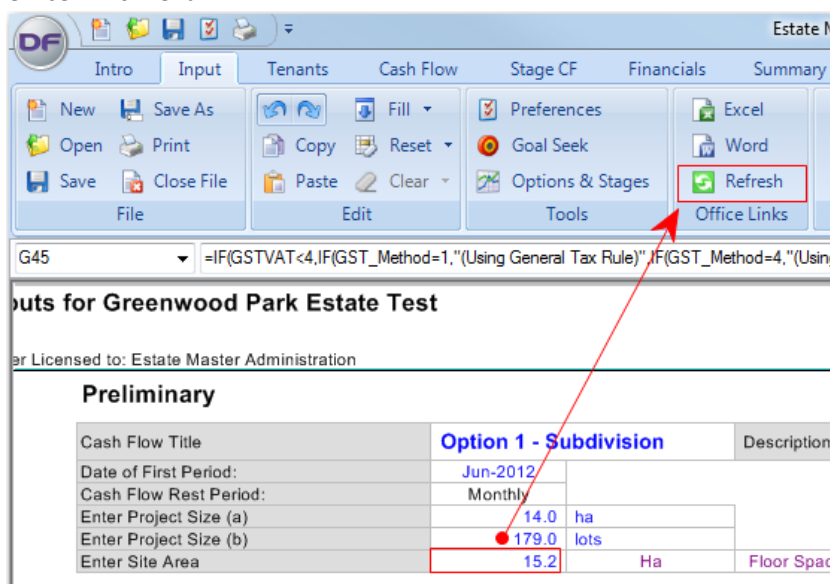 DF
Estate M
Intro Input Tenants Cash Flow Stage CF Financials Summary
New Save As Fill Preferences Excel
Open Print Copy Reset Goal Seek Word
Save Close File Paste Clear Options & Stages Refresh
File Edit Tools Office Links
G45 =IF(GSTVAT<4,IF(GST_Method=1,"(Using General Tax Rule)",IF(GST_Method=4,"(Usin
outs for Greenwood Park Estate Test
er Licensed to: Estate Master Administration
Preliminary
Cash Flow Title Option 1 - Subdivision Description
Date of First Period: Jun-2012
Cash Flow Rest Period: Monthly
Enter Project Size (a) 14.0 ha
Enter Project Size (b) 179.0 lots
Enter Site Area 15.2 Ha Floor Spac